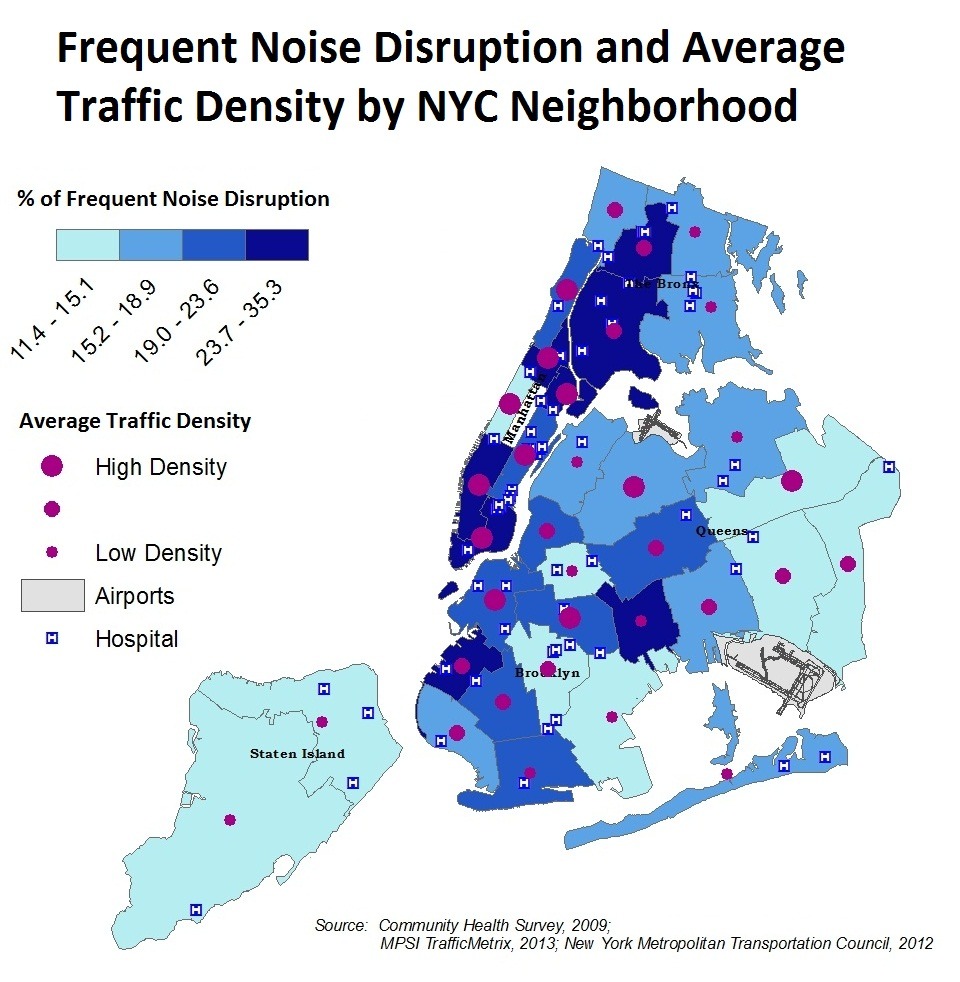 Frequent Noise Disruption and Average
Traffic Density by NYC Neighborhood
% of Frequent Noise Disruption
11.4 - 15.1
15.2 - 18.9
19.0 - 23.6
23.7 - 35.3
Average Traffic Density
High Density
Low Density
Airports
H Hospital
The Bronx
Manhattan
Queens
Brooklyn
Staten Island
Source: Community Health Survey, 2009;
MPSI TrafficMetrix, 2013; New York Metropolitan Transportation Council, 2012